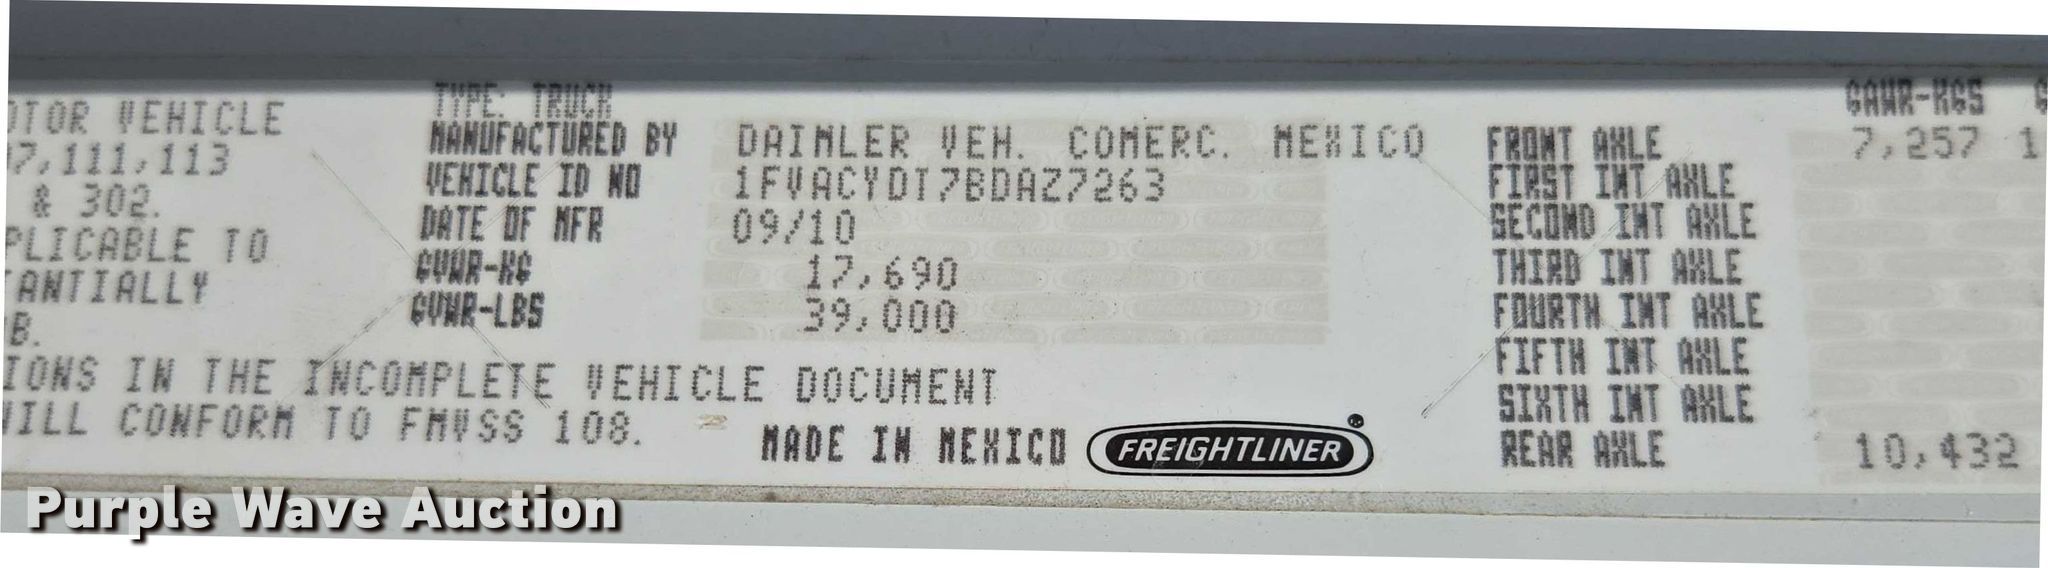 OTOR VEHICLE
07,111,113
& 302.
PLICABLE TO
TANTIALLY
B.
IONS IN THE INCOMPLETE VEHICLE DOCUMENT
WILL CONFORM TO FMVSS 108.
TYPE: TRUCK
MANUFACTURED BY DAIMLER VEH. COMERC. MEXICO
VEHICLE ID NO 1FVACYDT7BDAZ7263
DATE OF MFR 09/10
GVWR-KG 17,690
GVWR-LBS 39,000
MADE IN MEXICO FREIGHTLINER
GAWR-KGS G
FRONT AXLE 7,257 1
FIRST INT AXLE
SECOND INT AXLE
THIRD INT AXLE
FOURTH INT AXLE
FIFTH INT AXLE
SIXTH INT AXLE
REAR AXLE 10,432
Purple Wave Auction